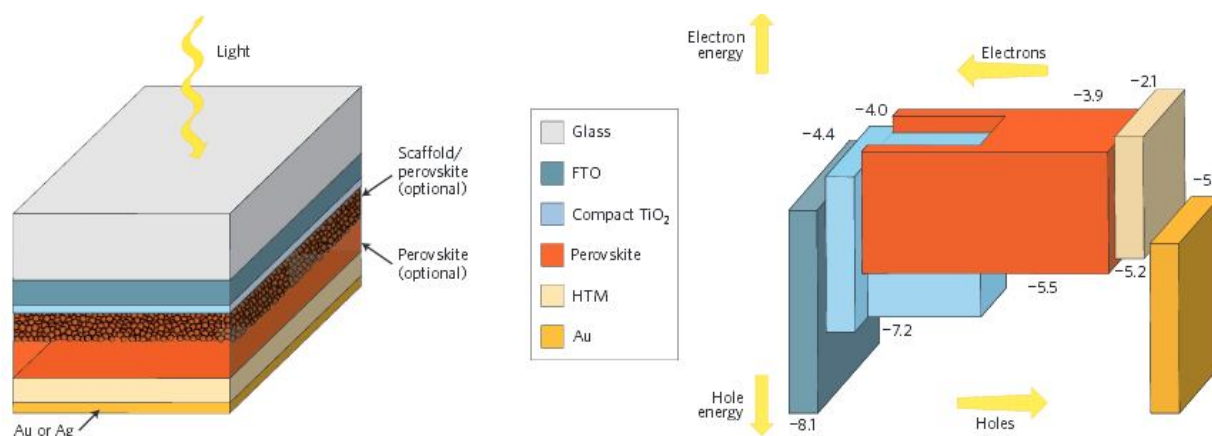 Light
Scaffold/
perovskite
(optional)
Perovskite
(optional)
Au or Ag
Glass
FTO
Compact TiO₂
Perovskite
HTM
Au
Electron
energy
Electrons
−2.1
−3.9
−4.0
−4.4
−5
−5.2
−5.5
−7.2
Hole
energy
Holes
−8.1